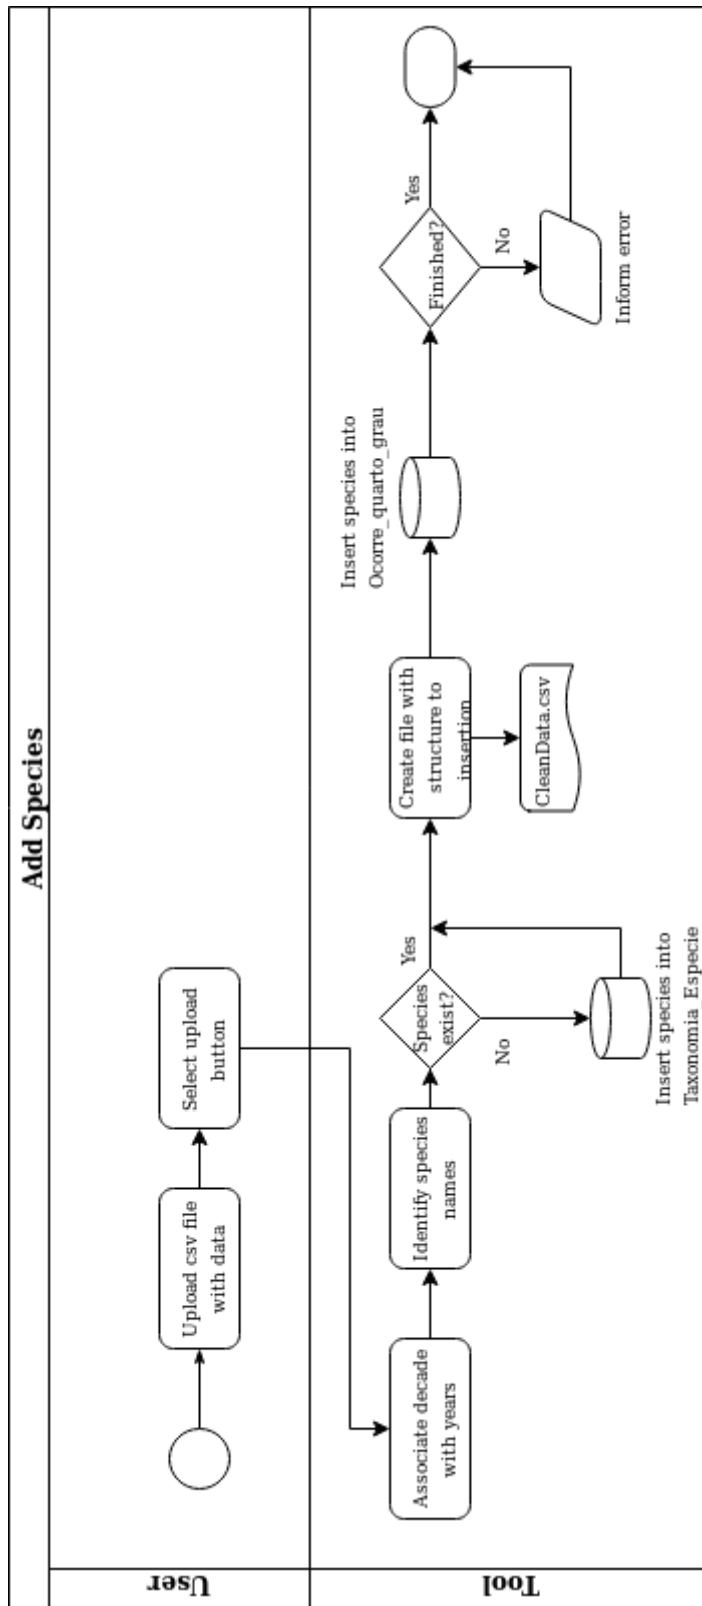 Add Species
User
Upload csv file
with data
Select upload
button
Tool
Associate decade
with years
Identify species
names
Species
exist?
Yes
No
Insert species into
Taxonomia_Especie
Create file with
structure to
insertion
CleanData.csv
Insert species into
Ocorre_quarto_grau
Finished?
Yes
No
Inform error